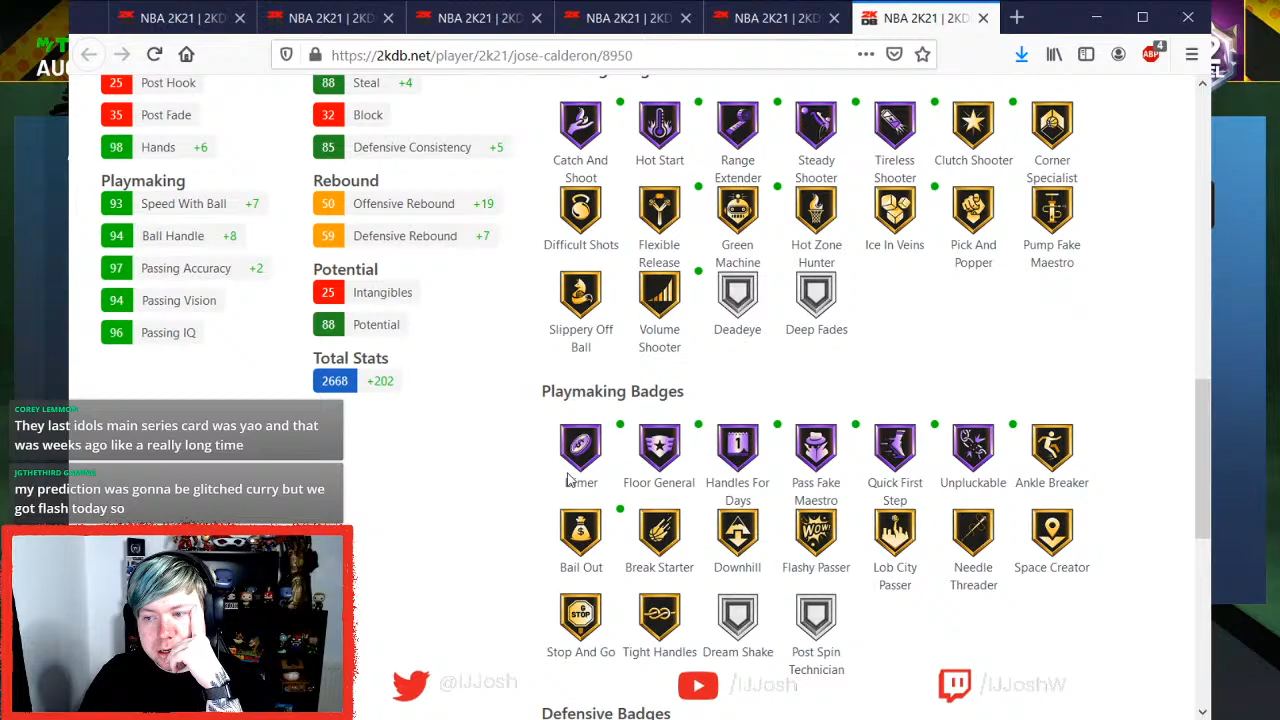 NBA 2K21 | 2KD
NBA 2K21 | 2KD
NBA 2K21 | 2KD
NBA 2K21 | 2KD
NBA 2K21 | 2KD
NBA 2K21 | 2KD
https://2kdb.net/player/2k21/jose-calderon/8950
ABP
4
25 Post Hook
35 Post Fade
98 Hands +6
Playmaking
93 Speed With Ball +7
94 Ball Handle +8
97 Passing Accuracy +2
94 Passing Vision
96 Passing IQ
88 Steal +4
32 Block
85 Defensive Consistency +5
Rebound
50 Offensive Rebound +19
59 Defensive Rebound +7
Potential
25 Intangibles
88 Potential
Total Stats
2668 +202
Catch And Shoot
Hot Start
Range Extender
Steady Shooter
Tireless Shooter
Clutch Shooter
Corner Specialist
Difficult Shots
Flexible Release
Green Machine
Hot Zone Hunter
Ice In Veins
Pick And Popper
Pump Fake Maestro
Slippery Off Ball
Volume Shooter
Deadeye
Deep Fades
Playmaking Badges
Floor General
Handles For Days
Pass Fake Maestro
Quick First Step
Unpluckable
Ankle Breaker
Bail Out
Break Starter
Downhill
WOW!
Flashy Passer
Lob City Passer
Needle Threader
Space Creator
STOP
Stop And Go
Tight Handles
Dream Shake
Post Spin Technician
Defensive Badges
COREY LEMMON
They last idols main series card was yao and that
was weeks ago like a really long time
JGTHETHIRD GAMING
my prediction was gonna be glitched curry but we
got flash today so
@IJJosh
/IJJosh
/IJJoshW